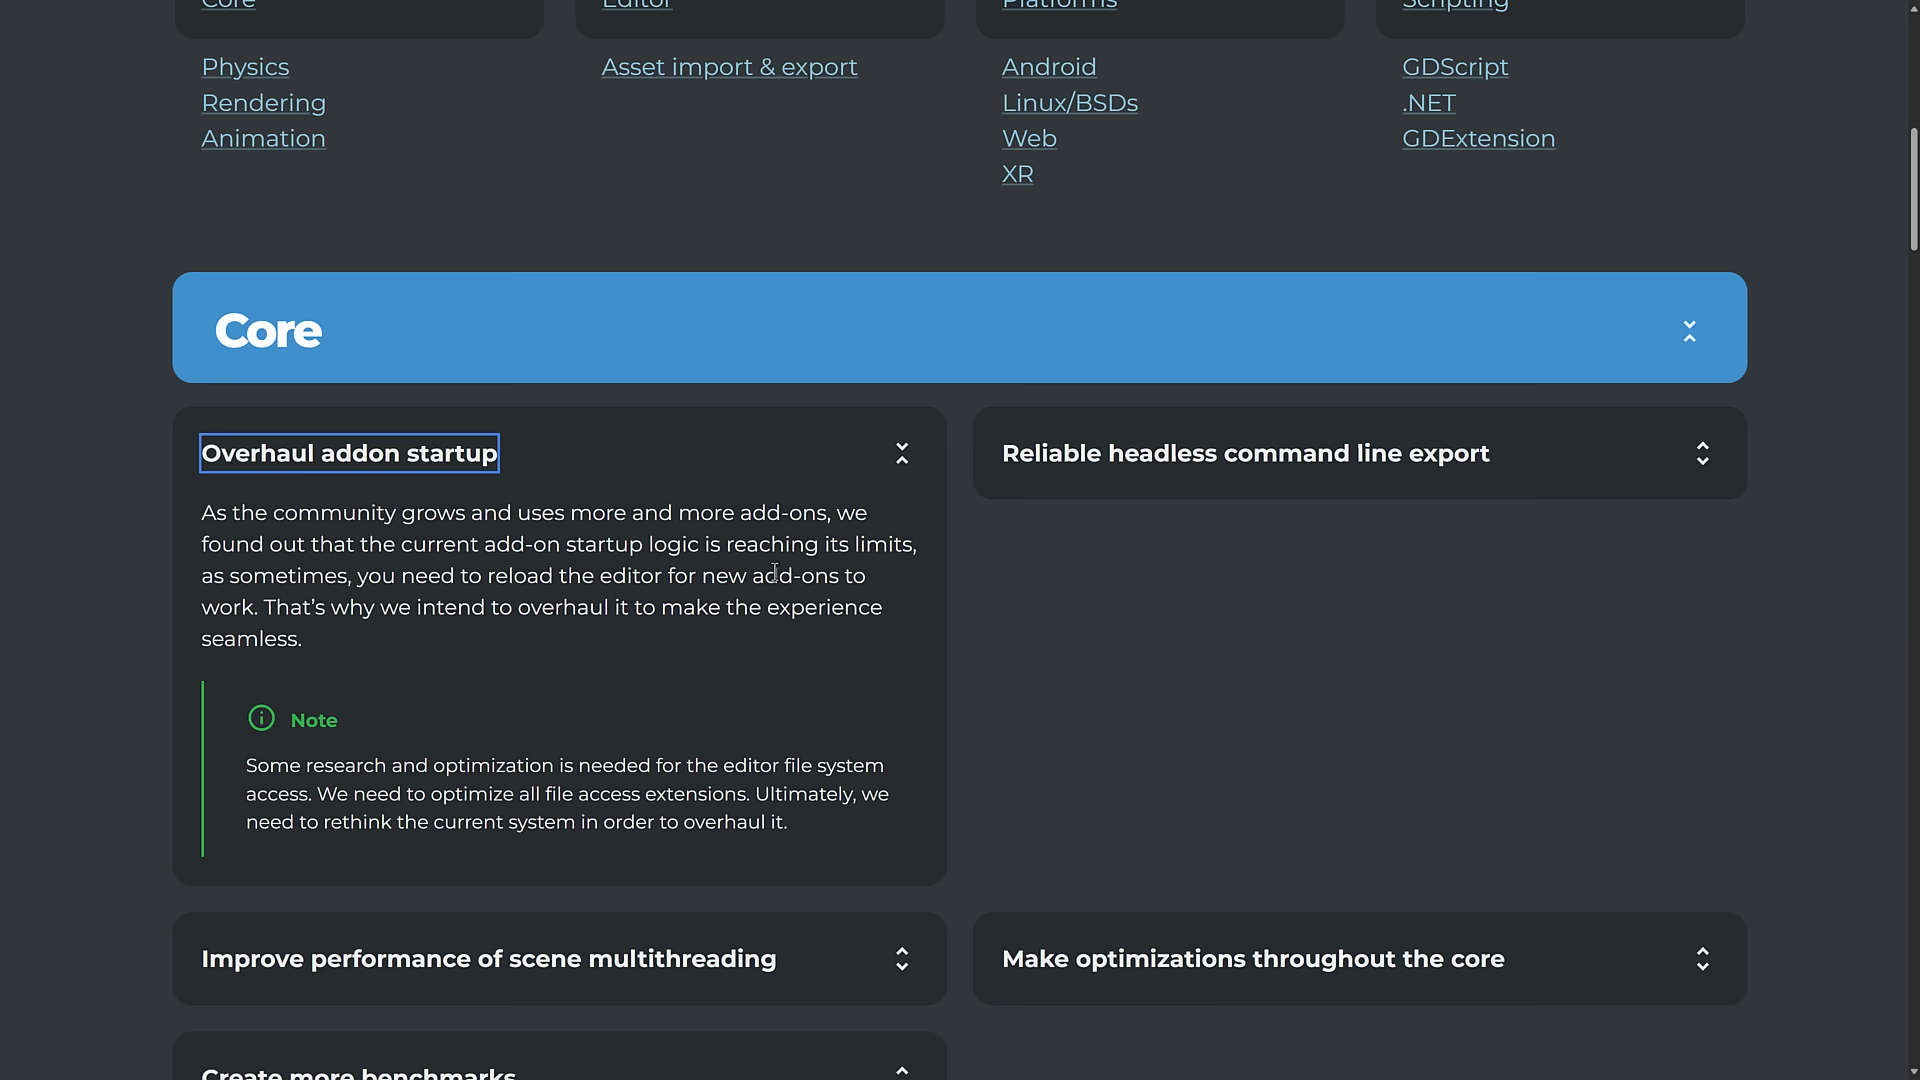 Core
Editor
Platforms
Scripting
Physics
Rendering
Animation
Asset import & export
Android
Linux/BSDs
Web
XR
GDScript
.NET
GDExtension
Core
Overhaul addon startup
As the community grows and uses more and more add-ons, we
found out that the current add-on startup logic is reaching its limits,
as sometimes, you need to reload the editor for new add-ons to
work. That’s why we intend to overhaul it to make the experience
seamless.
Note
Some research and optimization is needed for the editor file system
access. We need to optimize all file access extensions. Ultimately, we
need to rethink the current system in order to overhaul it.
Reliable headless command line export
Improve performance of scene multithreading
Make optimizations throughout the core
Create more benchmarks